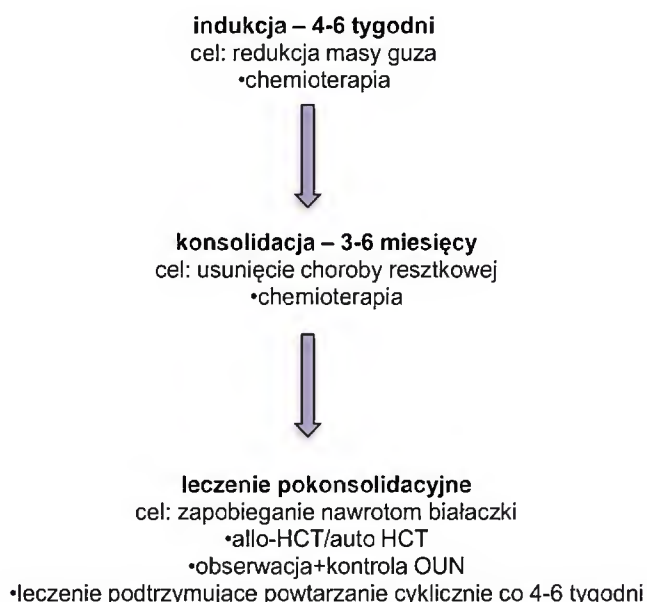 indukcja – 4-6 tygodni
cel: redukcja masy guza
•chemioterapia
konsolidacja – 3-6 miesięcy
cel: usunięcie choroby resztkowej
•chemioterapia
leczenie pokonsolidacyjne
cel: zapobieganie nawrotom białaczki
•allo-HCT/auto HCT
•obserwacja+kontrola OUN
•leczenie podtrzymujące powtarzanie cyklicznie co 4-6 tygodni